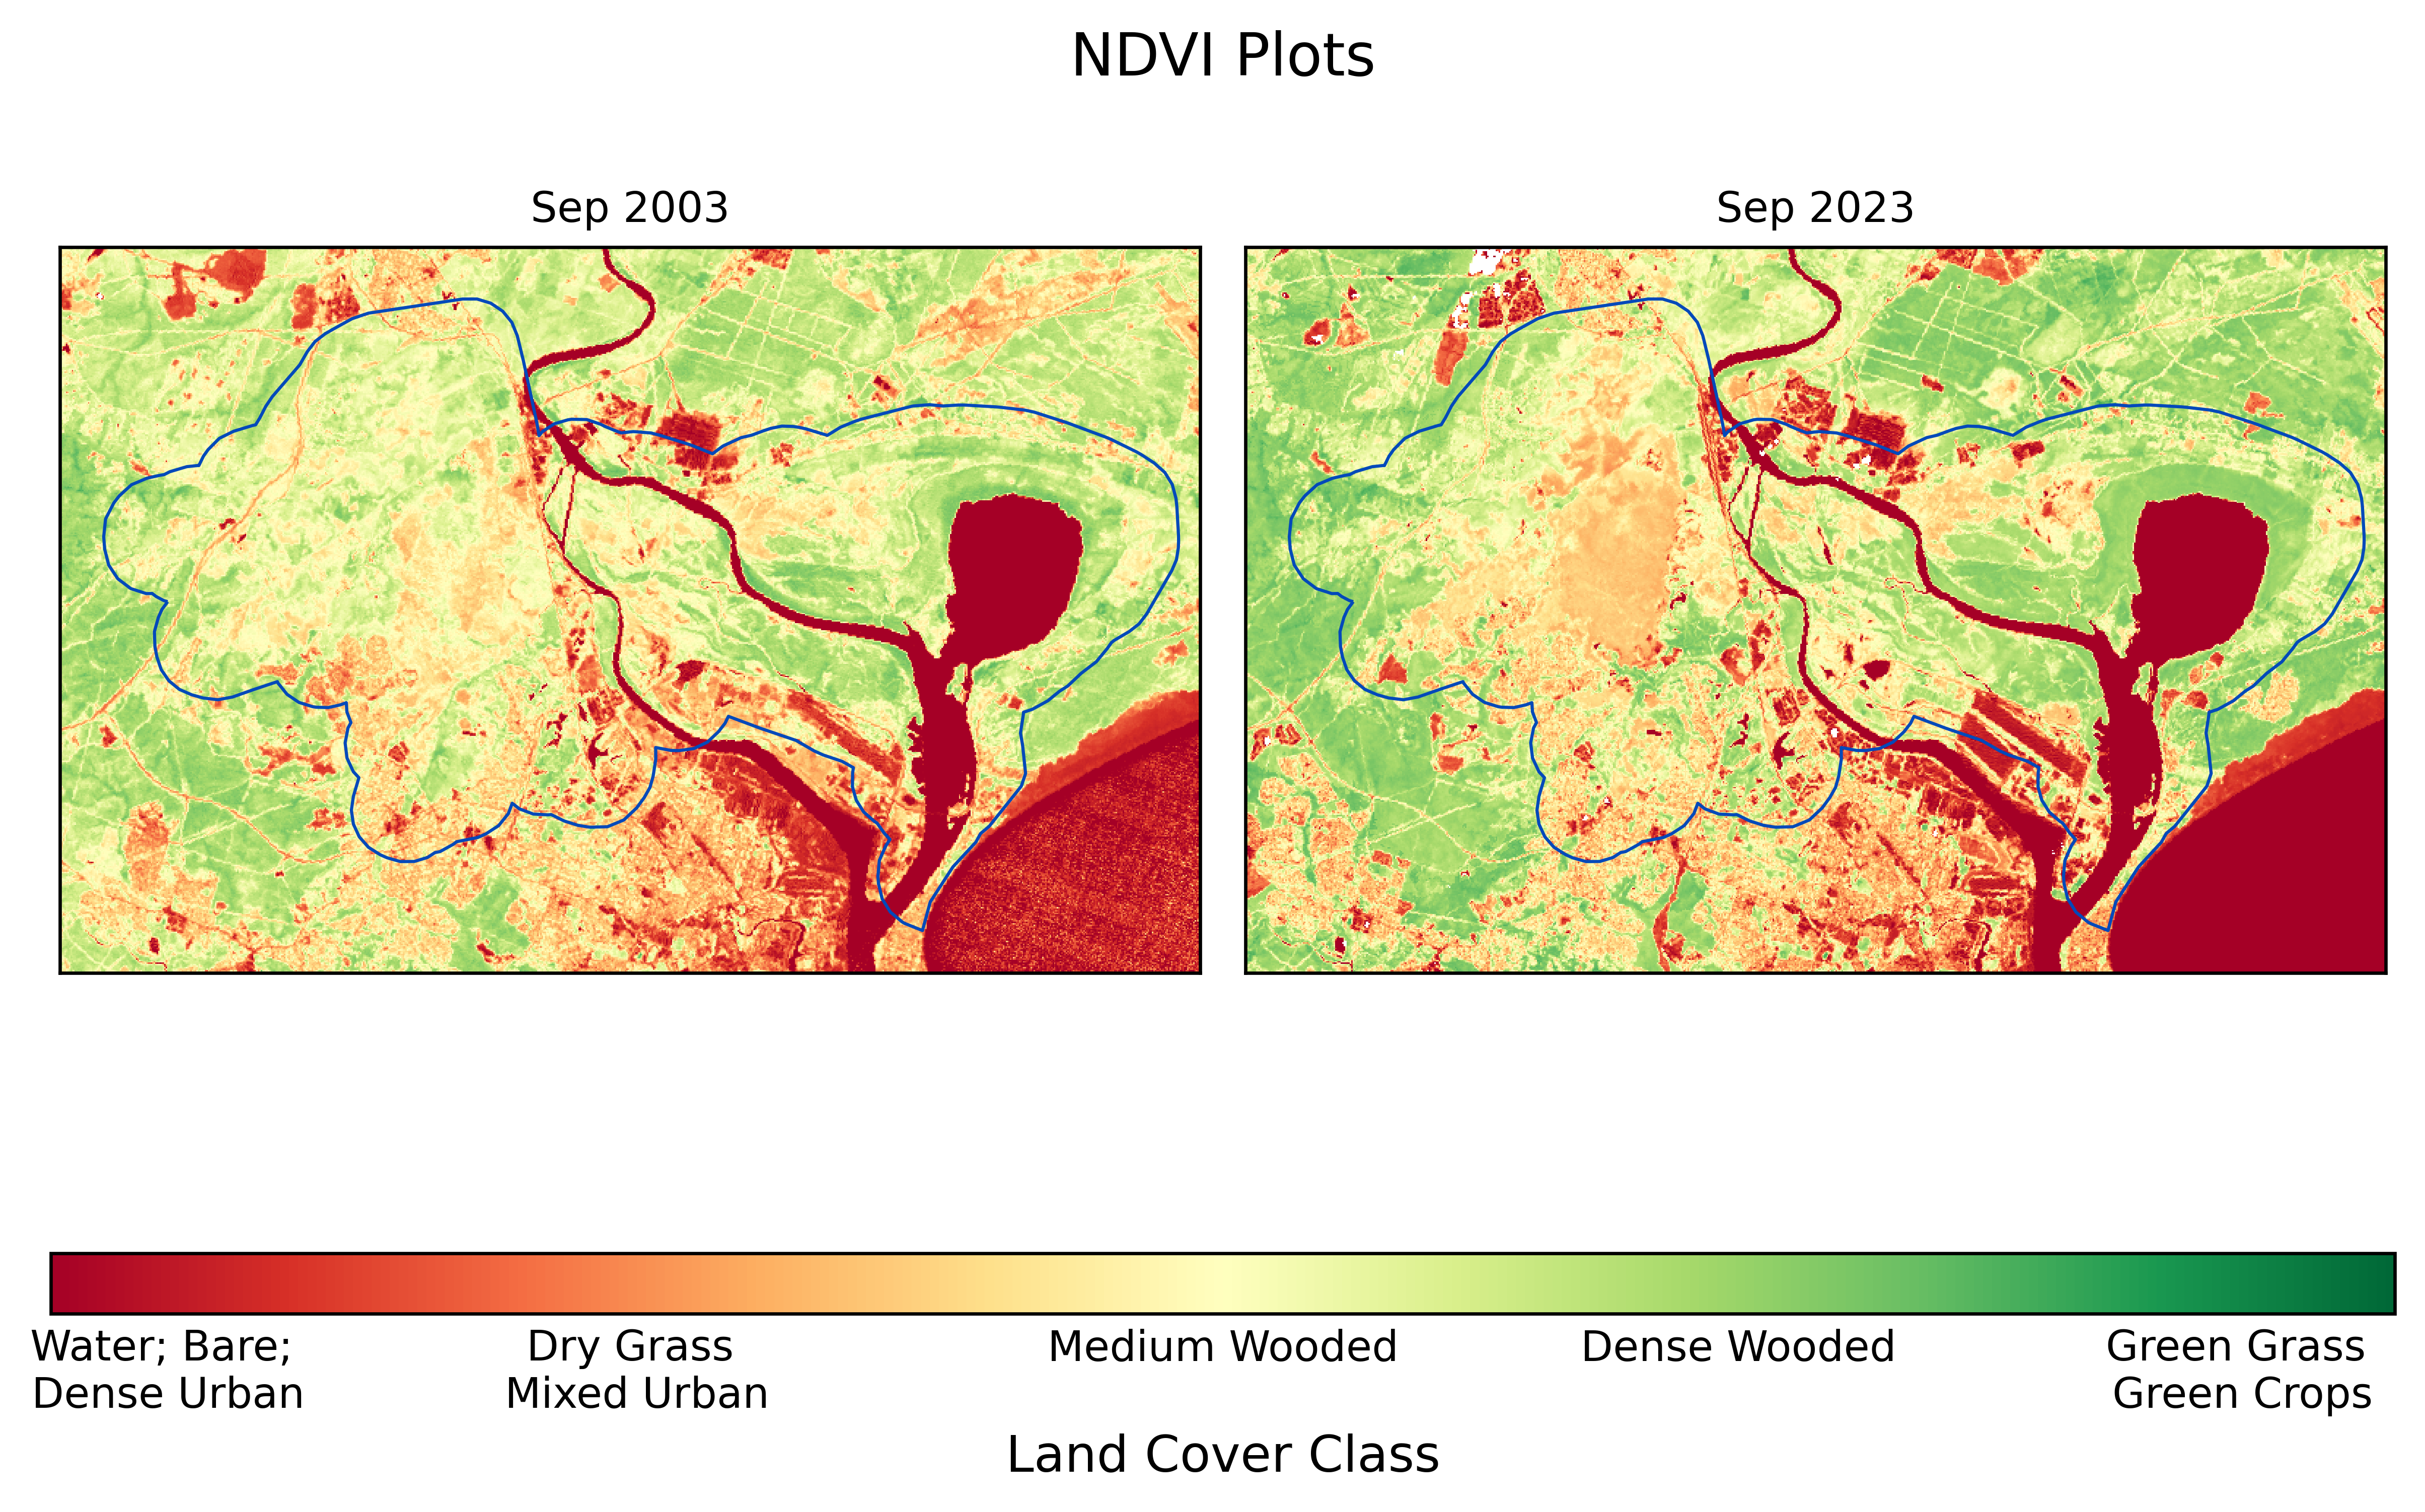 NDVI Plots
Sep 2003
Sep 2023
Water; Bare;
Dense Urban
Dry Grass
Mixed Urban
Medium Wooded
Dense Wooded
Green Grass
Green Crops
Land Cover Class